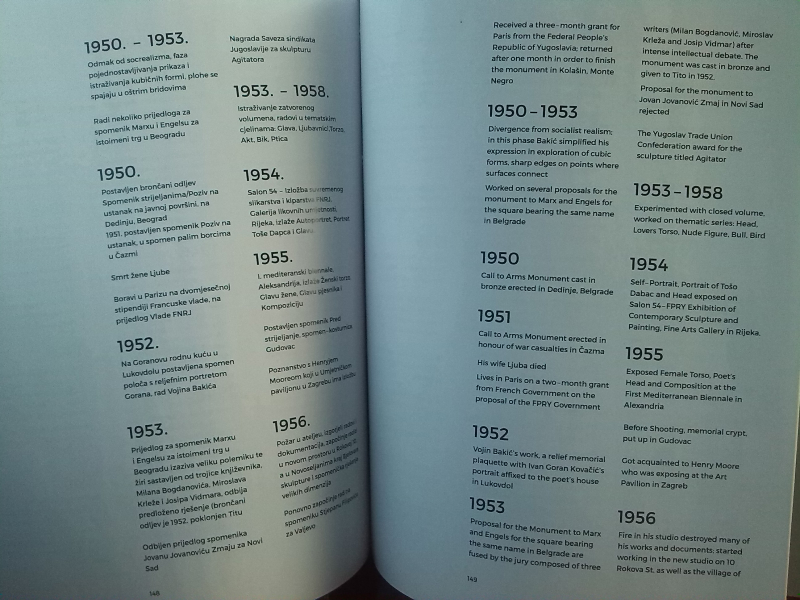 1950. – 1953.
Odmak od socrealizma, faza
pojednostavljivanja prikaza i
istraživanja kubičnih formi, plohe se
spajaju u oštrim bridovima
Radi nekoliko prijedloga za
spomenik Marxu i Engelsu za
istoimeni trg u Beogradu
1950.
Postavljen brončani odljev
Spomenik strijeljanima/Poziv na
ustanak na javnoj površini, na
Dedinju, Beograd
1951. postavljen spomenik Poziv na
ustanak, u spomen palim borcima
u Čazmi
Smrt žene Ljube
Boravi u Parizu na dvomjesečnoj
stipendiji Francuske vlade, na
prijedlog Vlade FNRJ
1952.
Na Goranovu rodnu kuću u
Lukovdolu postavljena spomen
ploča s reljefnim portretom
Gorana, rad Vojina Bakića
1953.
Prijedlog za spomenik Marxu
i Engelsu za istoimeni trg u
Beogradu izaziva veliku polemiku te
žiri sastavljen od trojice književnika,
Milana Bogdanovića, Miroslava
Krleže i Josipa Vidmara, odbija
predloženo rješenje (brončani
odljev je 1952. poklonjen Titu
Odbijen prijedlog spomenika
Jovanu Jovanoviću Zmaju za Novi
Sad
148
Nagrada Saveza sindikata
Jugoslavije za skulpturu
Agitatora
1953. – 1958.
Istraživanje zatvorenog
volumena, radovi u tematskim
cjelinama: Glava, Ljubavnici,Torzo,
Akt, Bik, Ptica
1954.
Salon 54 – Izložba suvremenog
slikarstva i kiparstva FNRJ,
Galerija likovnih umjetnosti,
Rijeka, izlaže Autoportret, Portret
Toše Dapca i Glavu
1955.
I. mediteranski biennale,
Aleksandrija, izlaže Ženski torzo,
Glavu žene, Glavu pjesnika i
Kompoziciju
Postavljen spomenik Pred
strijeljanje, spomen-kosturnica
Gudovac
Poznanstvo s Henryjem
Mooreom koji u Umjetničkom
paviljonu u Zagrebu ima izložbu
1956.
Požar u ateljeu, izgorjeli radovi i
dokumentacija, započinje rad
u novom prostoru u
a u Novoseljanima kraj Bjelovara
skulpture i spomenička
velikih dimenzija
Ponovno započinje rad na
spomeniku Stjepanu Filipoviću
za Valjevo
Received a three-month grant for
Paris from the Federal People's
Republic of Yugoslavia; returned
after one month in order to finish
the monument in Kolašin, Monte
Negro
1950 – 1953
Divergence from socialist realism;
in this phase Bakić simplified his
expression in exploration of cubic
forms, sharp edges on points where
surfaces connect
Worked on several proposals for the
monument to Marx and Engels for
the square bearing the same name
in Belgrade
1950
Call to Arms Monument cast in
bronze erected in Dedinje, Belgrade
1951
Call to Arms Monument erected in
honour of war casualties in Čazma
His wife Ljuba died
Lives in Paris on a two-month grant
from French Government on the
proposal of the FPRY Government
1952
Vojin Bakić's work, a relief memorial
plaquette with Ivan Goran Kovačić's
portrait affixed to the poet's house
in Lukovdol
1953
Proposal for the Monument to Marx
and Engels for the square bearing
the same name in Belgrade are
fused by the jury composed of three
149
writers (Milan Bogdanović, Miroslav
Krleža and Josip Vidmar) after
intense intellectual debate. The
monument was cast in bronze and
given to Tito in 1952.
Proposal for the monument to
Jovan Jovanović Zmaj in Novi Sad
rejected
The Yugoslav Trade Union
Confederation award for the
sculpture titled Agitator
1953 – 1958
Experimented with closed volume,
worked on thematic series: Head,
Lovers Torso, Nude Figure, Bull, Bird
1954
Self-Portrait, Portrait of Tošo
Dabac and Head exposed on
Salon 54–FPRY Exhibition of
Contemporary Sculpture and
Painting, Fine Arts Gallery in Rijeka.
1955
Exposed Female Torso, Poet's
Head and Composition at the
First Mediterranean Biennale in
Alexandria
Before Shooting, memorial crypt,
put up in Gudovac
Got acquainted to Henry Moore
who was exposing at the Art
Pavilion in Zagreb
1956
Fire in his studio destroyed many of
his works and documents; started
working in the new studio on 10
Rokova St. as well as the village of